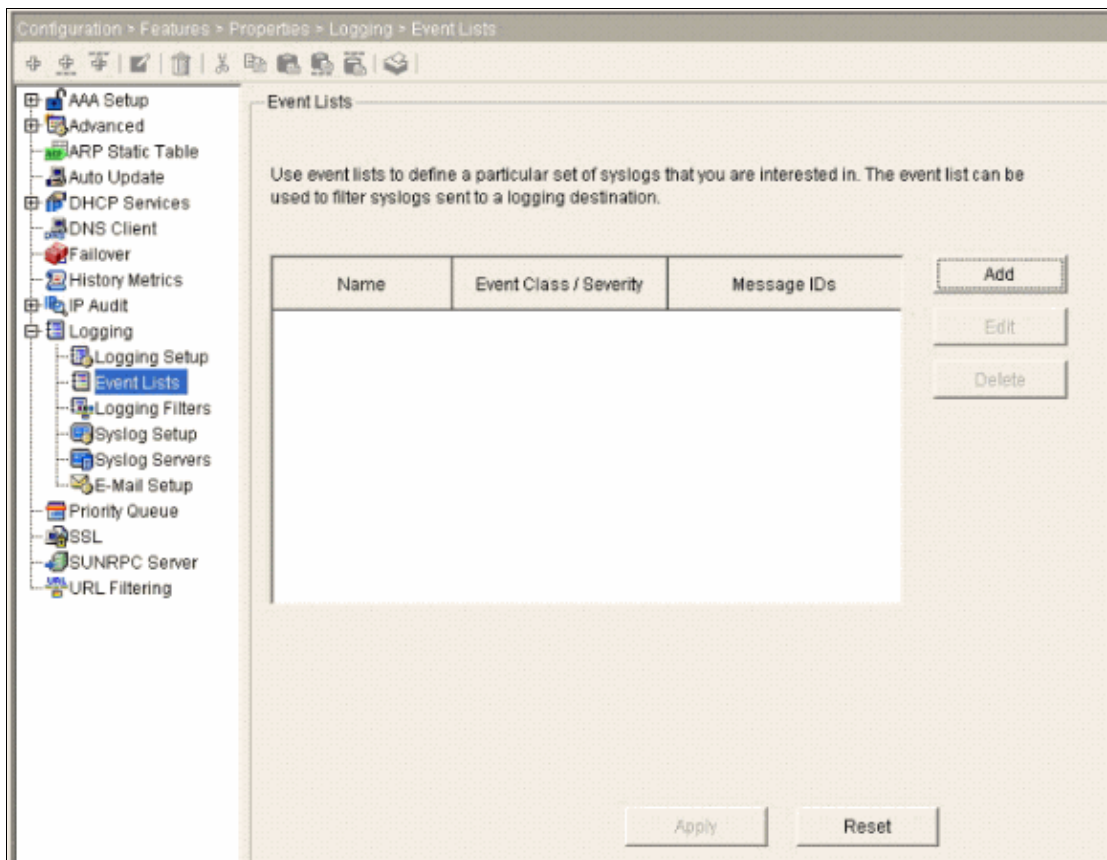 Configuration > Features > Properties > Logging > Event Lists
AAA Setup
Advanced
ARP Static Table
Auto Update
DHCP Services
DNS Client
Failover
History Metrics
IP Audit
Logging
Logging Setup
Event Lists
Logging Filters
Syslog Setup
Syslog Servers
E-Mail Setup
Priority Queue
SSL
SUNRPC Server
URL Filtering
Event Lists
Use event lists to define a particular set of syslogs that you are interested in. The event list can be
used to filter syslogs sent to a logging destination.
Name Event Class / Severity Message IDs
Add
Edit
Delete
Apply Reset